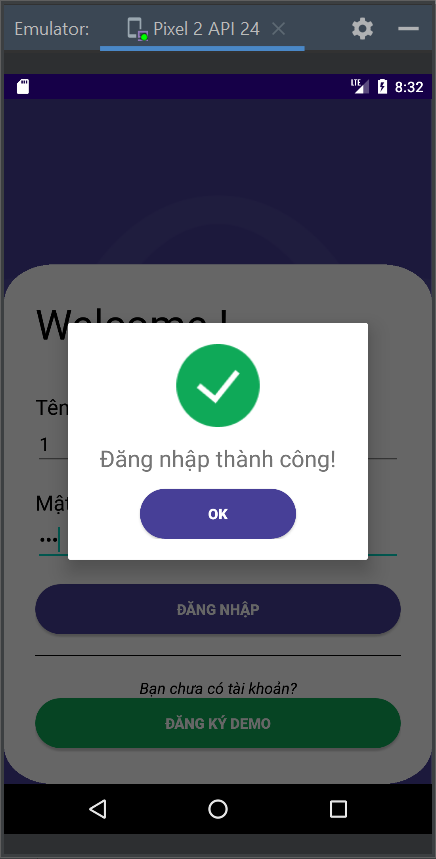 Emulator: Pixel 2 API 24
LTE 8:32
Welcome !
Tên
1
Đăng nhập thành công!
OK
Mật
•••
ĐĂNG NHẬP
Bạn chưa có tài khoản?
ĐĂNG KÝ DEMO